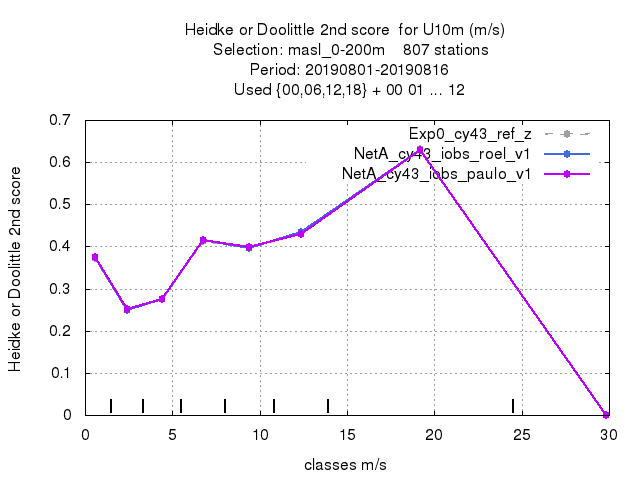 Heidke or Doolittle 2nd score  for U10m (m/s)
Selection: masl_0-200m    807 stations
Period: 20190801-20190816
Used {00,06,12,18} + 00 01 ... 12
Exp0_cy43_ref_z
NetA_cy43_iobs_roel_v1
NetA_cy43_iobs_paulo_v1
Heidke or Doolittle 2nd score
0.7
0.6
0.5
0.4
0.3
0.2
0.1
0
0 5 10 15 20 25 30
classes m/s